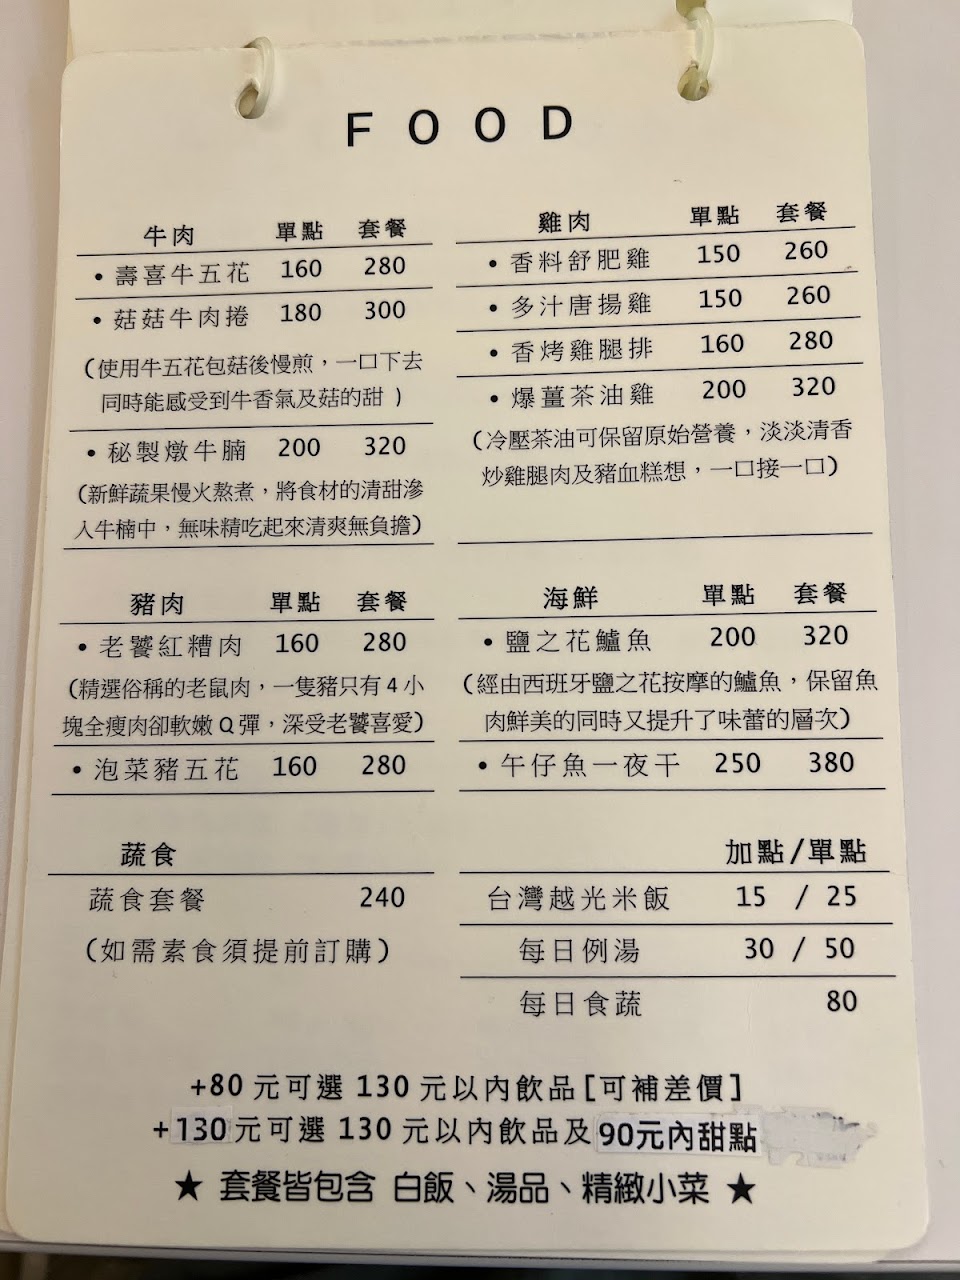 FOOD
牛肉 單點 套餐
• 壽喜牛五花 160 280
• 菇菇牛肉捲 180 300
(使用牛五花包菇後慢煎，一口下去
同時能感受到牛香氣及菇的甜 )
• 秘製燉牛腩 200 320
(新鮮蔬果慢火熬煮，將食材的清甜滲
入牛楠中，無味精吃起來清爽無負擔)
雞肉 單點 套餐
• 香料舒肥雞 150 260
• 多汁唐揚雞 150 260
• 香烤雞腿排 160 280
• 爆薑茶油雞 200 320
(冷壓茶油可保留原始營養，淡淡清香
炒雞腿肉及豬血糕想，一口接一口)
豬肉 單點 套餐
• 老饕紅糟肉 160 280
(精選俗稱的老鼠肉，一隻豬只有 4 小
塊全瘦肉卻軟嫩 Q 彈，深受老饕喜愛)
• 泡菜豬五花 160 280
海鮮 單點 套餐
• 鹽之花鱸魚 200 320
(經由西班牙鹽之花按摩的鱸魚，保留魚
肉鮮美的同時又提升了味蕾的層次)
• 午仔魚一夜干 250 380
蔬食
蔬食套餐 240
(如需素食須提前訂購)
加點/單點
台灣越光米飯 15 / 25
每日例湯 30 / 50
每日食蔬 80
+80 元可選 130 元以內飲品[可補差價]
+130元可選 130 元以內飲品及90元內甜點
★ 套餐皆包含 白飯、湯品、精緻小菜 ★